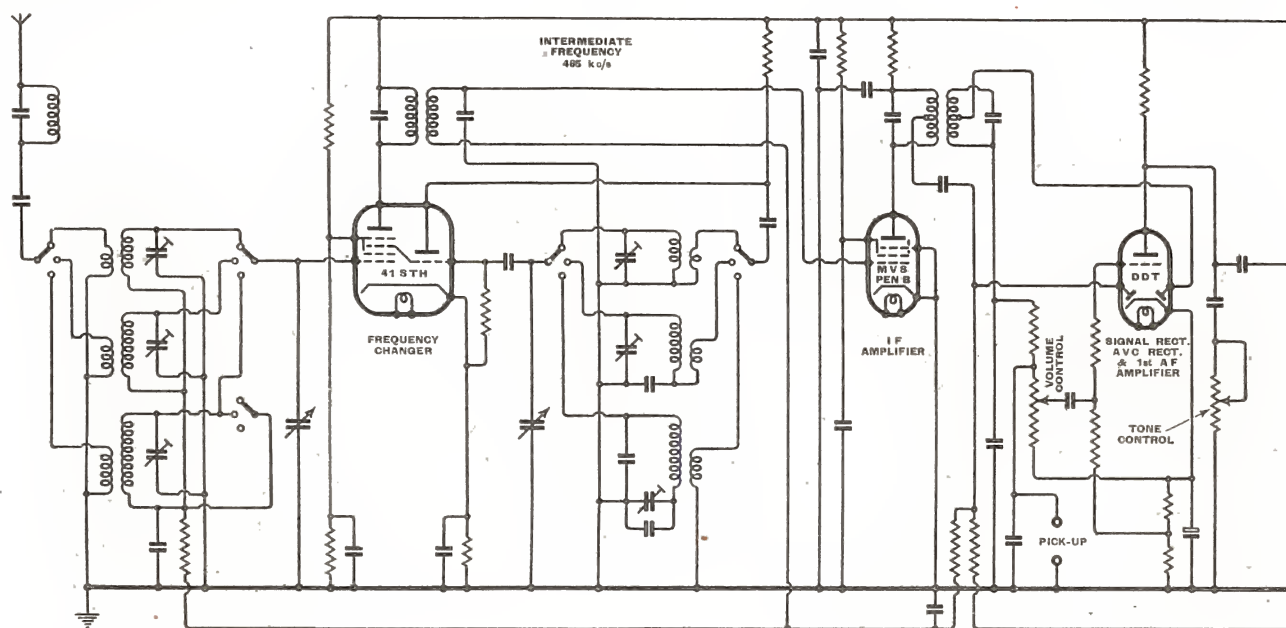 INTERMEDIATE
FREQUENCY
465 kc/s
41 STH
FREQUENCY
CHANGER
MVS
PEN B
I F
AMPLIFIER
VOLUME
CONTROL
PICK-UP
DDT
SIGNAL RECT.
AVC RECT.
& 1st A F
AMPLIFIER
TONE
CONTROL